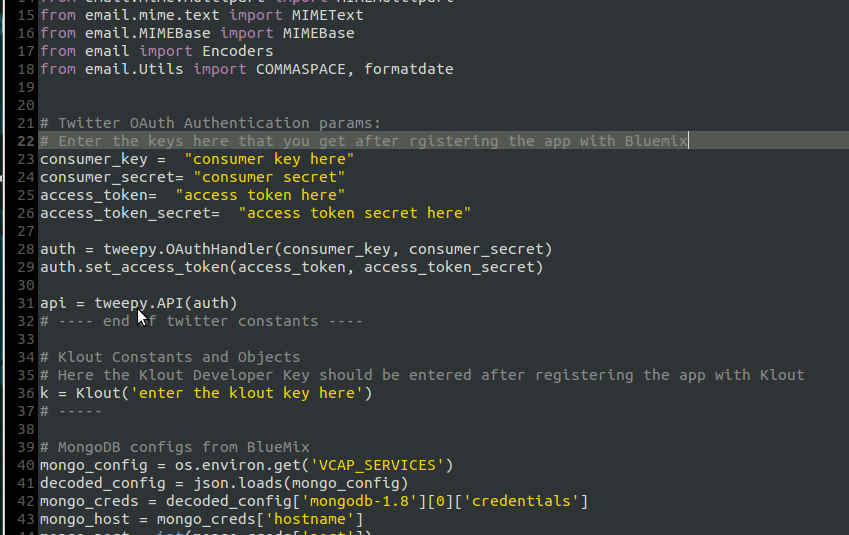 15 from email.mime.text import MIMEText
16 from email.MIMEBase import MIMEBase
17 from email import Encoders
18 from email.Utils import COMMASPACE, formatdate
19
20
21 # Twitter OAuth Authentication params:
22 # Enter the keys here that you get after rgistering the app with Bluemix
23 consumer_key =  "consumer key here"
24 consumer_secret= "consumer secret"
25 access_token=  "access token here"
26 access_token_secret=  "access token secret here"
27
28 auth = tweepy.OAuthHandler(consumer_key, consumer_secret)
29 auth.set_access_token(access_token, access_token_secret)
30
31 api = tweepy.API(auth)
32 # ---- end of twitter constants ----
33
34 # Klout Constants and Objects
35 # Here the Klout Developer Key should be entered after registering the app with Klout
36 k = Klout('enter the klout key here')
37 # -----
38
39 # MongoDB configs from BlueMix
40 mongo_config = os.environ.get('VCAP_SERVICES')
41 decoded_config = json.loads(mongo_config)
42 mongo_creds = decoded_config['mongodb-1.8'][0]['credentials']
43 mongo_host = mongo_creds['hostname']